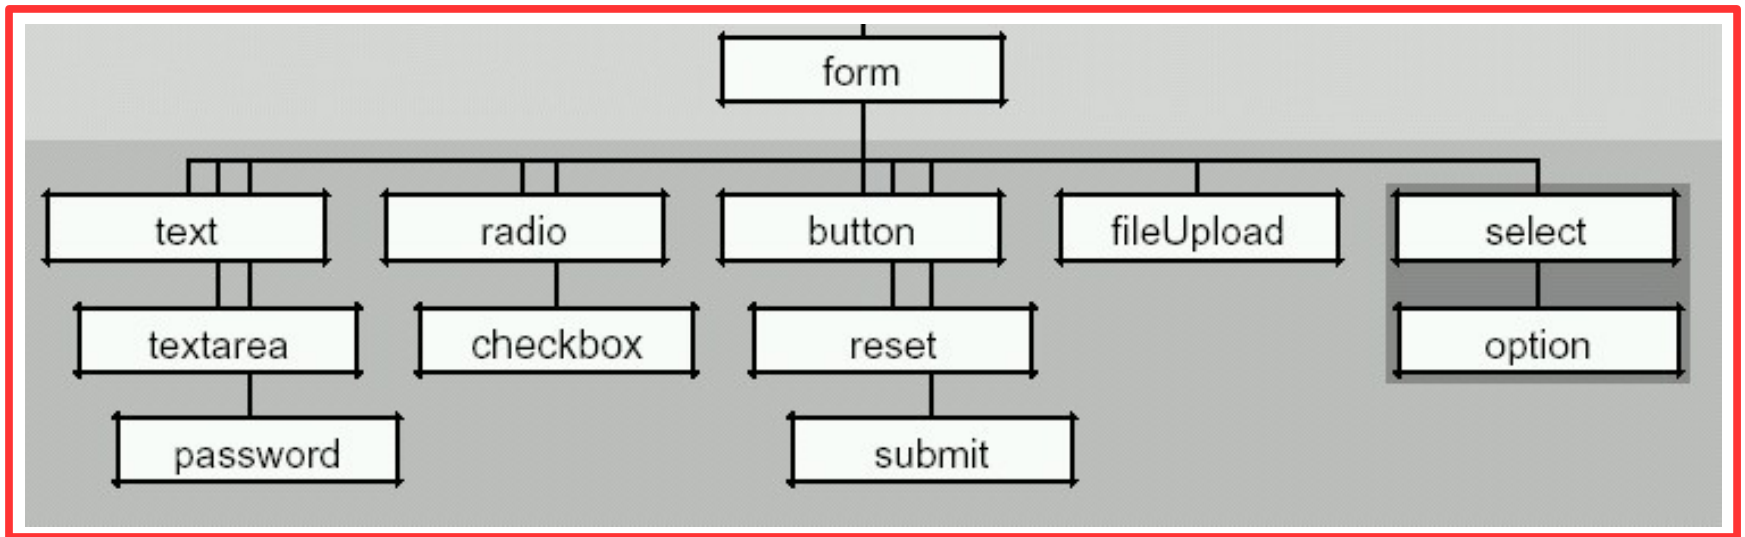 form
text
radio
button
fileUpload
select
textarea
checkbox
reset
option
password
submit